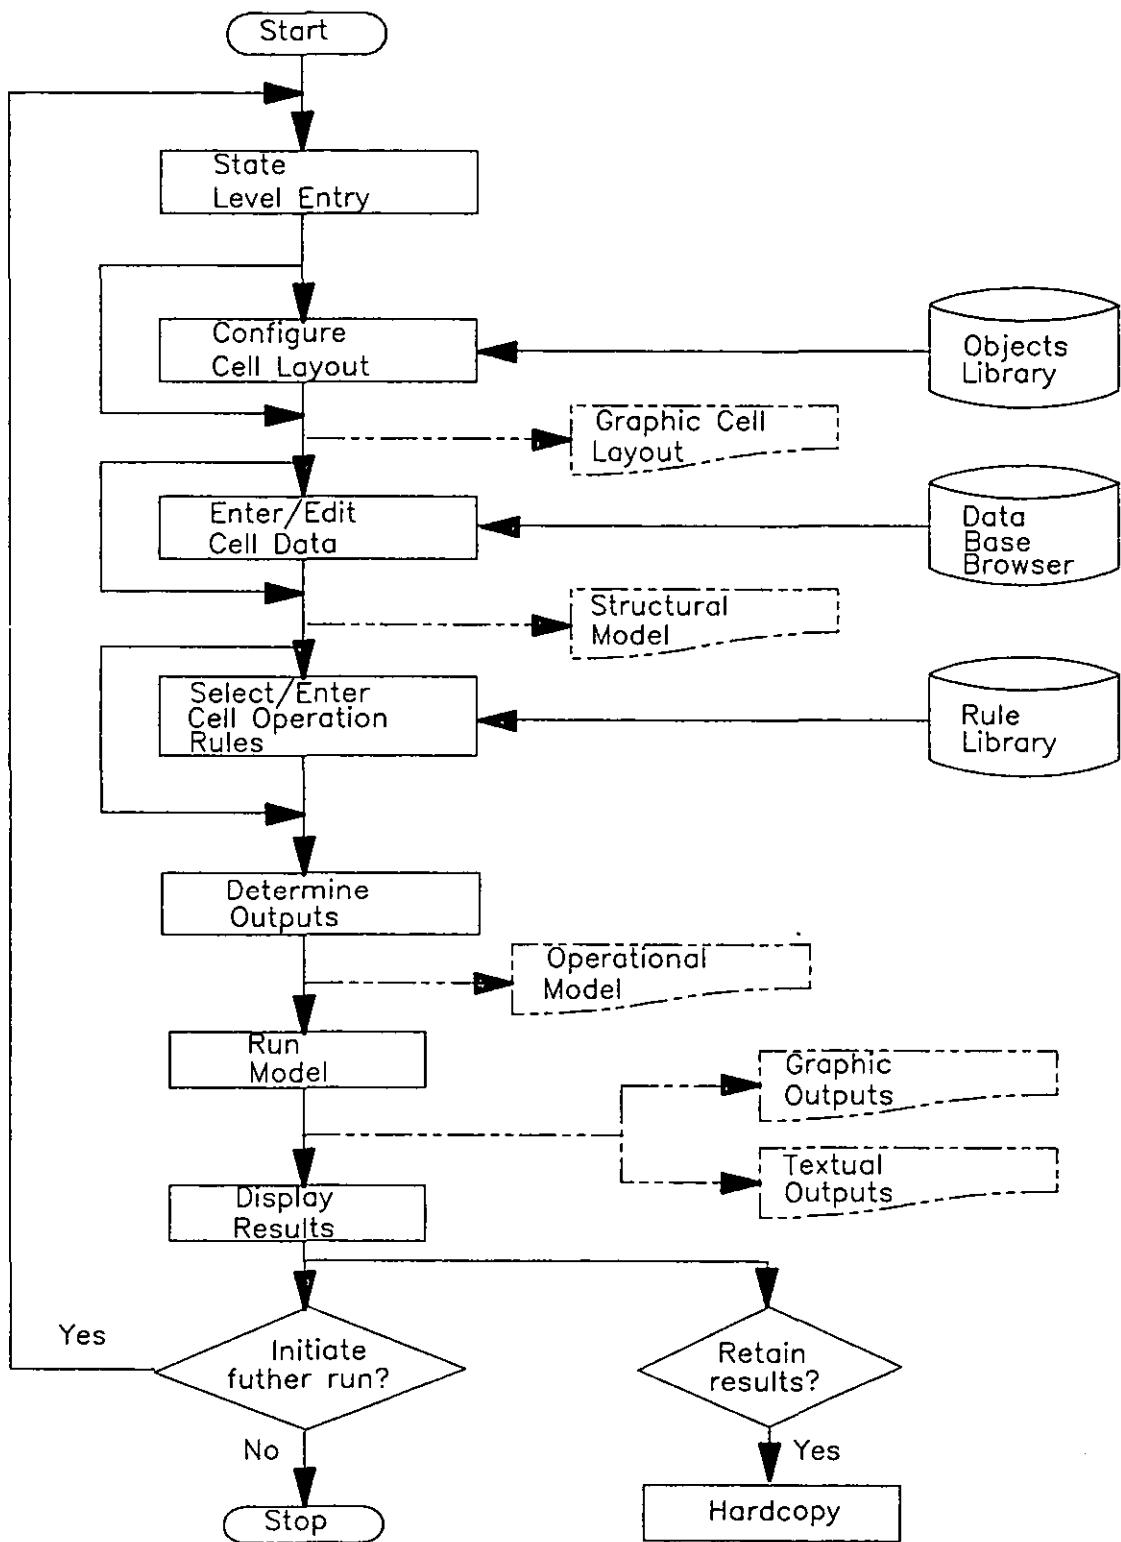 Start
State
Level Entry
Configure
Cell Layout
Objects
Library
Graphic Cell
Layout
Enter/Edit
Cell Data
Data
Base
Browser
Structural
Model
Select/Enter
Cell Operation
Rules
Rule
Library
Determine
Outputs
Operational
Model
Run
Model
Graphic
Outputs
Textual
Outputs
Display
Results
Yes
Initiate
futher run?
Retain
results?
No
Yes
Stop
Hardcopy